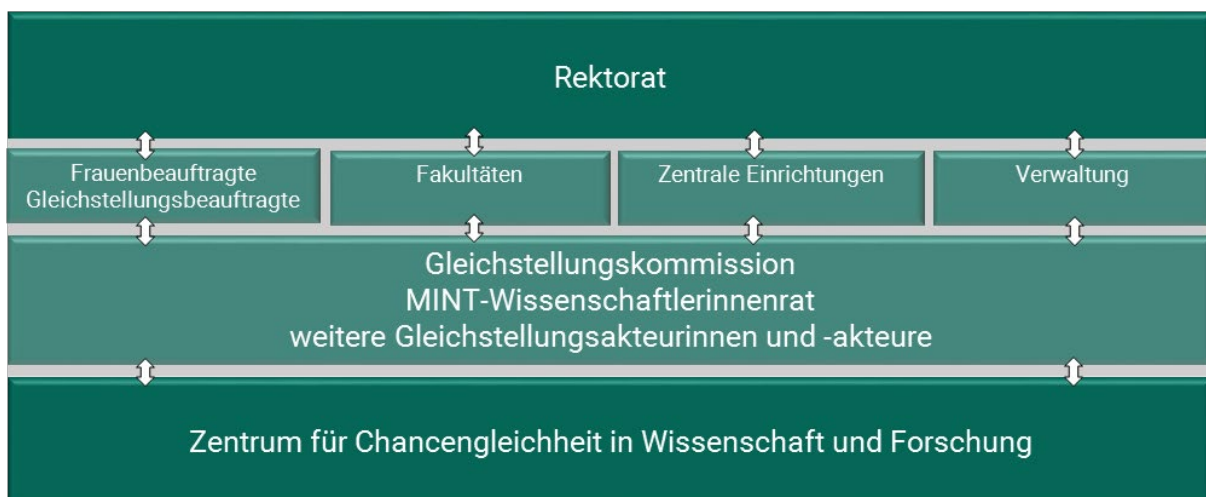 Rektorat
Frauenbeauftragte
Gleichstellungsbeauftragte
Fakultäten
Zentrale Einrichtungen
Verwaltung
Gleichstellungskommission
MINT-Wissenschaftlerinnenrat
weitere Gleichstellungsakteurinnen und -akteure
Zentrum für Chancengleichheit in Wissenschaft und Forschung